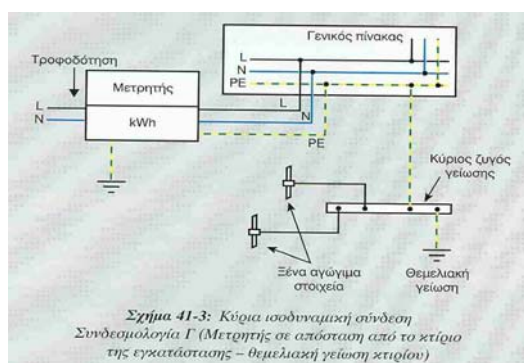 Γενικός πίνακας
Τροφοδότηση
L
N
PE
Μετρητής
L
L
N
kWh
N
PE
Κύριος ζυγός
γείωσης
Ξένα αγώγιμα
στοιχεία
Θεμελιακή
γείωση
Σχήμα 41-3: Κύρια ισοδυναμική σύνδεση
Συνδεσμολογία Γ (Μετρητής σε απόσταση από το κτίριο
της εγκατάστασης – θεμελιακή γείωση κτιρίου)